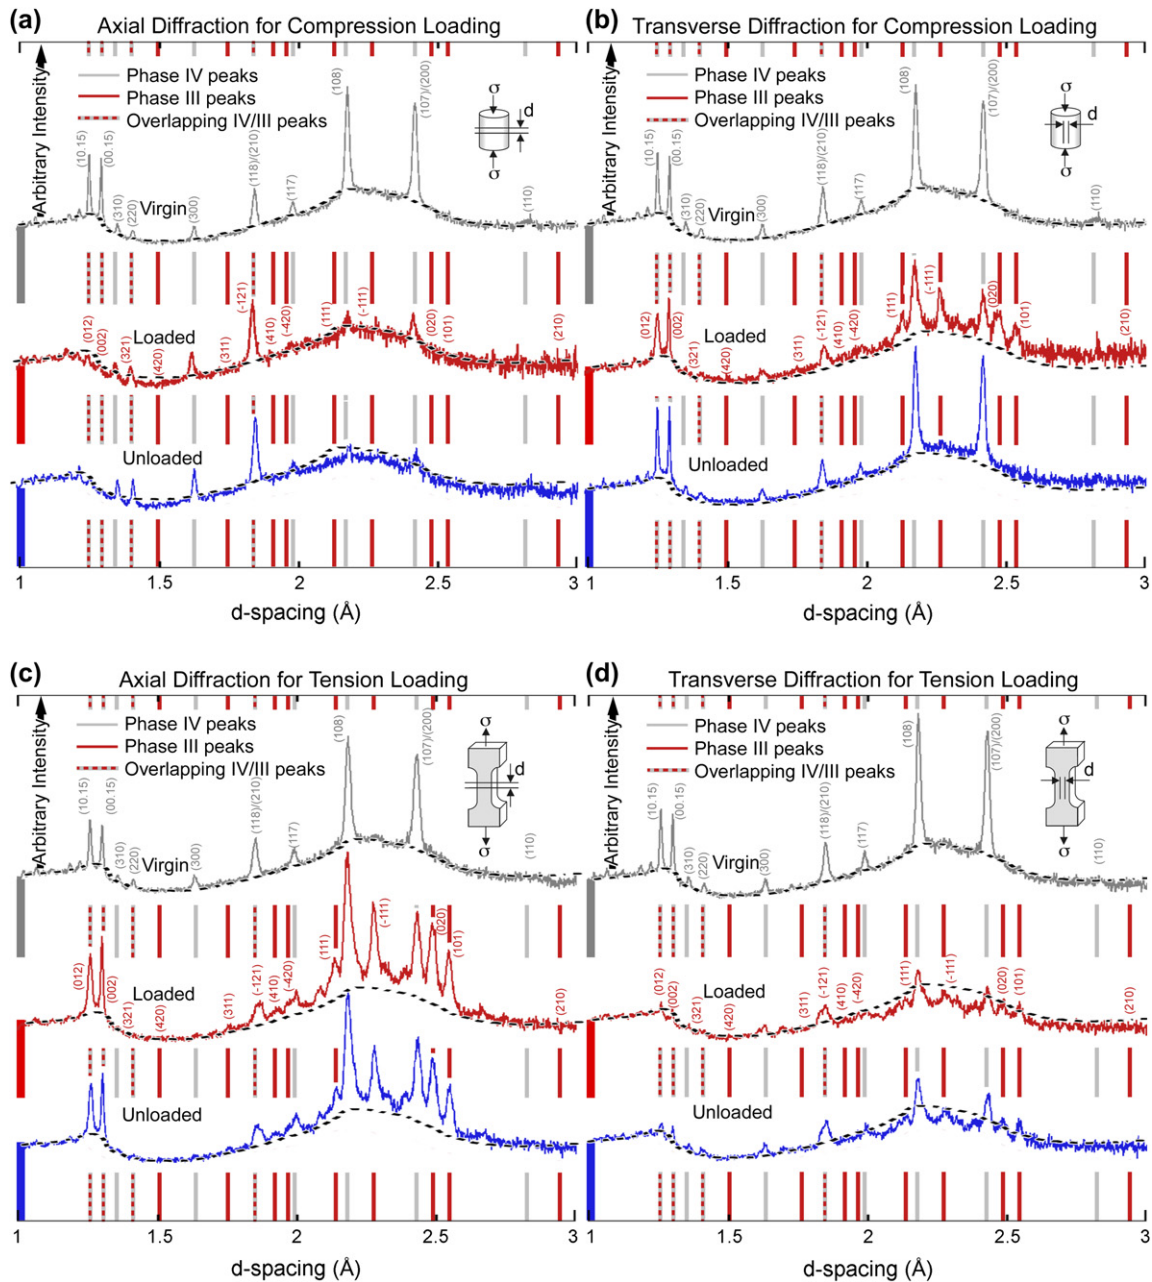 (a)
Axial Diffraction for Compression Loading
Arbitrary Intensity
Phase IV peaks
Phase III peaks
Overlapping IV/III peaks
(10.15)
(00.15)
(310)
(220)
(300)
(118)/(210)
(117)
(108)
(107)/(200)
(110)
σ
d
σ
Virgin
(012)
(002)
(321)
(420)
(311)
(-121)
(410)
(-420)
(111)
(-111)
(020)
(101)
(210)
Loaded
Unloaded
1
1.5
2
2.5
3
d-spacing (Å)
(b)
Transverse Diffraction for Compression Loading
Arbitrary Intensity
Phase IV peaks
Phase III peaks
Overlapping IV/III peaks
(10.15)
(00.15)
(310)
(220)
(300)
(118)/(210)
(117)
(108)
(107)/(200)
(110)
σ
d
σ
Virgin
(012)
(002)
(321)
(420)
(311)
(-121)
(410)
(-420)
(111)
(-111)
(020)
(101)
(210)
Loaded
Unloaded
1
1.5
2
2.5
3
d-spacing (Å)
(c)
Axial Diffraction for Tension Loading
Arbitrary Intensity
Phase IV peaks
Phase III peaks
Overlapping IV/III peaks
(10.15)
(00.15)
(310)
(220)
(300)
(118)/(210)
(117)
(108)
(107)/(200)
(110)
σ
d
σ
Virgin
(012)
(002)
(321)
(420)
(311)
(-121)
(410)
(-420)
(111)
(-111)
(020)
(101)
(210)
Loaded
Unloaded
1
1.5
2
2.5
3
d-spacing (Å)
(d)
Transverse Diffraction for Tension Loading
Arbitrary Intensity
Phase IV peaks
Phase III peaks
Overlapping IV/III peaks
(10.15)
(00.15)
(310)
(220)
(300)
(118)/(210)
(117)
(108)
(107)/(200)
(110)
σ
d
σ
Virgin
(012)
(002)
(321)
(420)
(311)
(-121)
(410)
(-420)
(111)
(-111)
(020)
(101)
(210)
Loaded
Unloaded
1
1.5
2
2.5
3
d-spacing (Å)